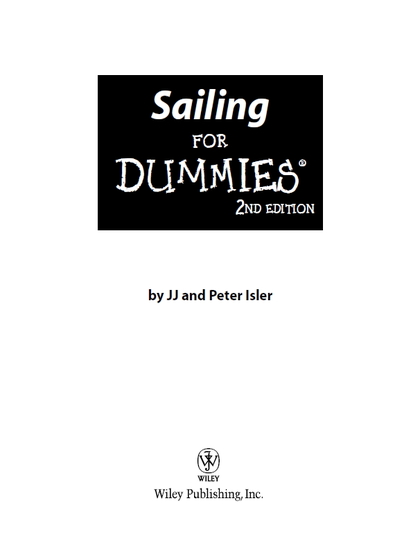 Sailing
FOR
DUMMIES®
2ND EDITION
by JJ and Peter Isler
WILEY
Wiley Publishing, Inc.